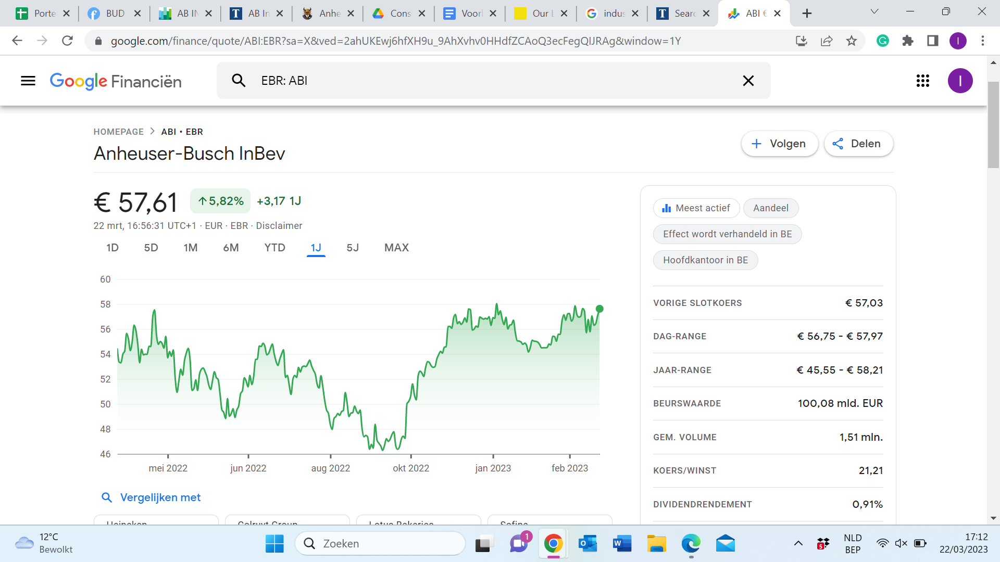 Porte
BUD
AB IN
AB In
Anhe
Cons
Voorl
Our L
indus
Searc
ABI €
google.com/finance/quote/ABI:EBR?sa=X&ved=2ahUKEwj6hfXH9u_9AhXvhv0HHdfZCAoQ3ecFegQIJRAg&window=1Y
I
Google Financiën
EBR: ABI
I
HOMEPAGE > ABI • EBR
Anheuser-Busch InBev
+ Volgen
Delen
€ 57,61
↑5,82%
+3,17 1J
22 mrt, 16:56:31 UTC+1 · EUR · EBR · Disclaimer
1D 5D 1M 6M YTD 1J 5J MAX
60
58
56
54
52
50
48
46
mei 2022
jun 2022
aug 2022
okt 2022
jan 2023
feb 2023
Vergelijken met
Heineken
Colruyt Group
Lotus Bakeries
Sofina
Meest actief
Aandeel
Effect wordt verhandeld in BE
Hoofdkantoor in BE
VORIGE SLOTKOERS € 57,03
DAG-RANGE € 56,75 - € 57,97
JAAR-RANGE € 45,55 - € 58,21
BEURSWAARDE 100,08 mld. EUR
GEM. VOLUME 1,51 mln.
KOERS/WINST 21,21
DIVIDENDRENDEMENT 0,91%
12°C
Bewolkt
Zoeken
1
5
NLD
BEP
17:12
22/03/2023